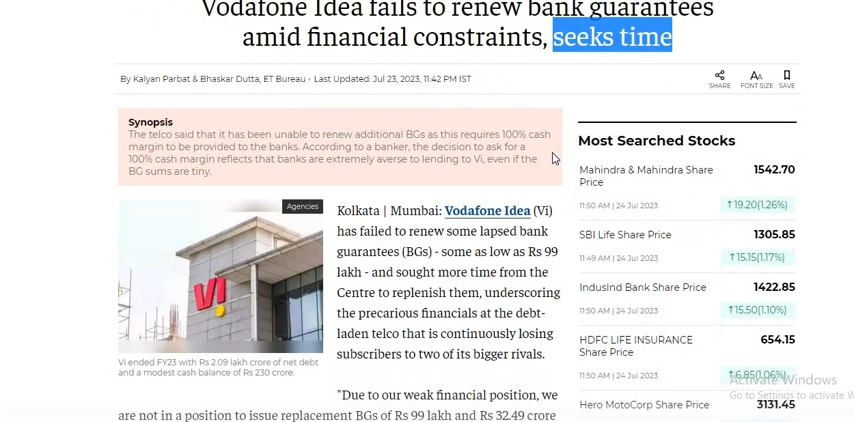 Vodafone Idea fails to renew bank guarantees
amid financial constraints, seeks time
By Kalyan Parbat & Bhaskar Dutta, ET Bureau • Last Updated: Jul 23, 2023, 11:42 PM IST
SHARE
FONT SIZE
SAVE
Synopsis
The telco said that it has been unable to renew additional BGs as this requires 100% cash
margin to be provided to the banks. According to a banker, the decision to ask for a
100% cash margin reflects that banks are extremely averse to lending to Vi, even if the
BG sums are tiny.
Agencies
Vi
Vi ended FY23 with Rs 2.09 lakh crore of net debt
and a modest cash balance of Rs 230 crore.
Kolkata | Mumbai: Vodafone Idea (Vi)
has failed to renew some lapsed bank
guarantees (BGs) - some as low as Rs 99
lakh - and sought more time from the
Centre to replenish them, underscoring
the precarious financials at the debt-
laden telco that is continuously losing
subscribers to two of its bigger rivals.
"Due to our weak financial position, we
are not in a position to issue replacement BGs of Rs 99 lakh and Rs 32.49 crore
Most Searched Stocks
Mahindra & Mahindra Share
Price
1542.70
11:50 AM | 24 Jul 2023
↑19.20(1.26%)
SBI Life Share Price
1305.85
11:49 AM | 24 Jul 2023
↑15.15(1.17%)
IndusInd Bank Share Price
1422.85
11:50 AM | 24 Jul 2023
↑15.50(1.10%)
HDFC LIFE INSURANCE
Share Price
654.15
11:50 AM | 24 Jul 2023
↑6.85(1.06%)
Hero MotoCorp Share Price
3131.45
Activate Windows
Go to Settings to activate W